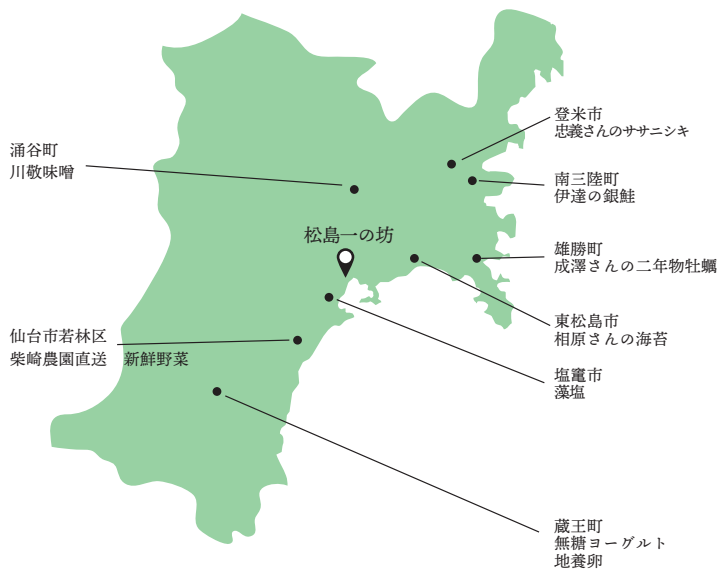 登米市
忠義さんのササニシキ
涌谷町
川敬味噌
南三陸町
伊達の銀鮭
松島一の坊
雄勝町
成澤さんの二年物牡蠣
東松島市
相原さんの海苔
仙台市若林区
柴崎農園直送　新鮮野菜
塩竈市
藻塩
蔵王町
無糖ヨーグルト
地養卵